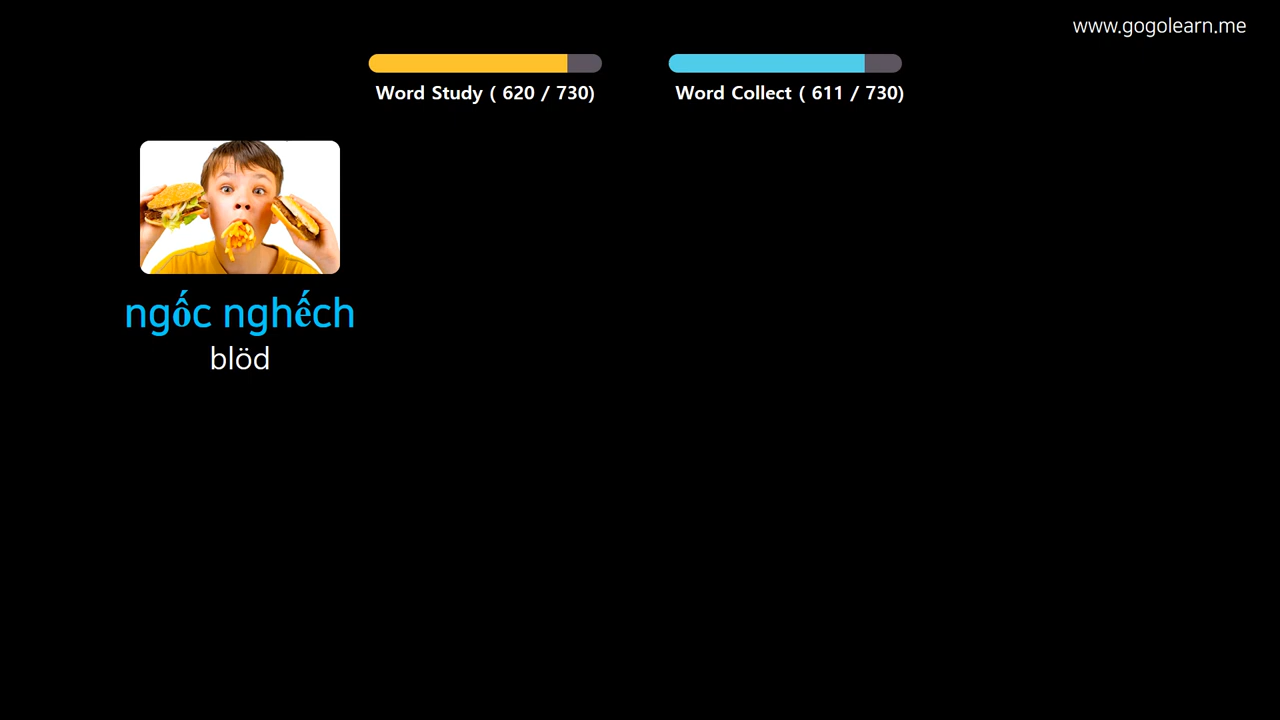 www.gogolearn.me
Word Study ( 620 / 730)
Word Collect ( 611 / 730)
ngốc nghếch
blöd